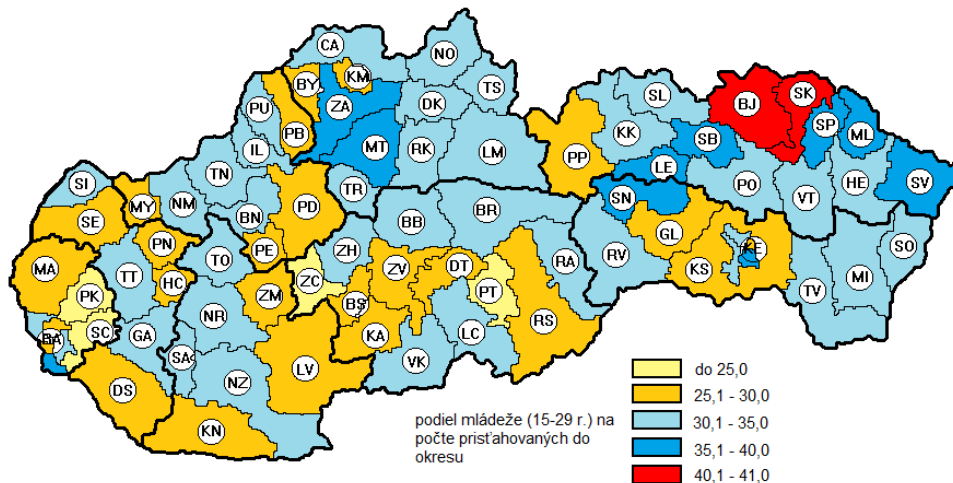 CA
NO
BY
KM
TS
PU
ZA
DK
SL
BJ
SK
PB
KK
SP
ML
IL
MT
RK
LM
PP
SB
TN
LE
SI
TR
PO
VT
HE
SV
MY
NM
PD
SN
SE
BN
BB
BR
PN
PE
ZH
GL
SO
TO
RA
RV
MA
TT
ZV
DT
KS
KE
HC
ZC
MI
PK
ZM
BS
PT
TV
NR
RS
BA
SC
GA
KA
LC
SA
VK
LV
NZ
DS
KN
podiel mládeže (15-29 r.) na
počte prisťahovaných do
okresu
do 25,0
25,1 - 30,0
30,1 - 35,0
35,1 - 40,0
40,1 - 41,0